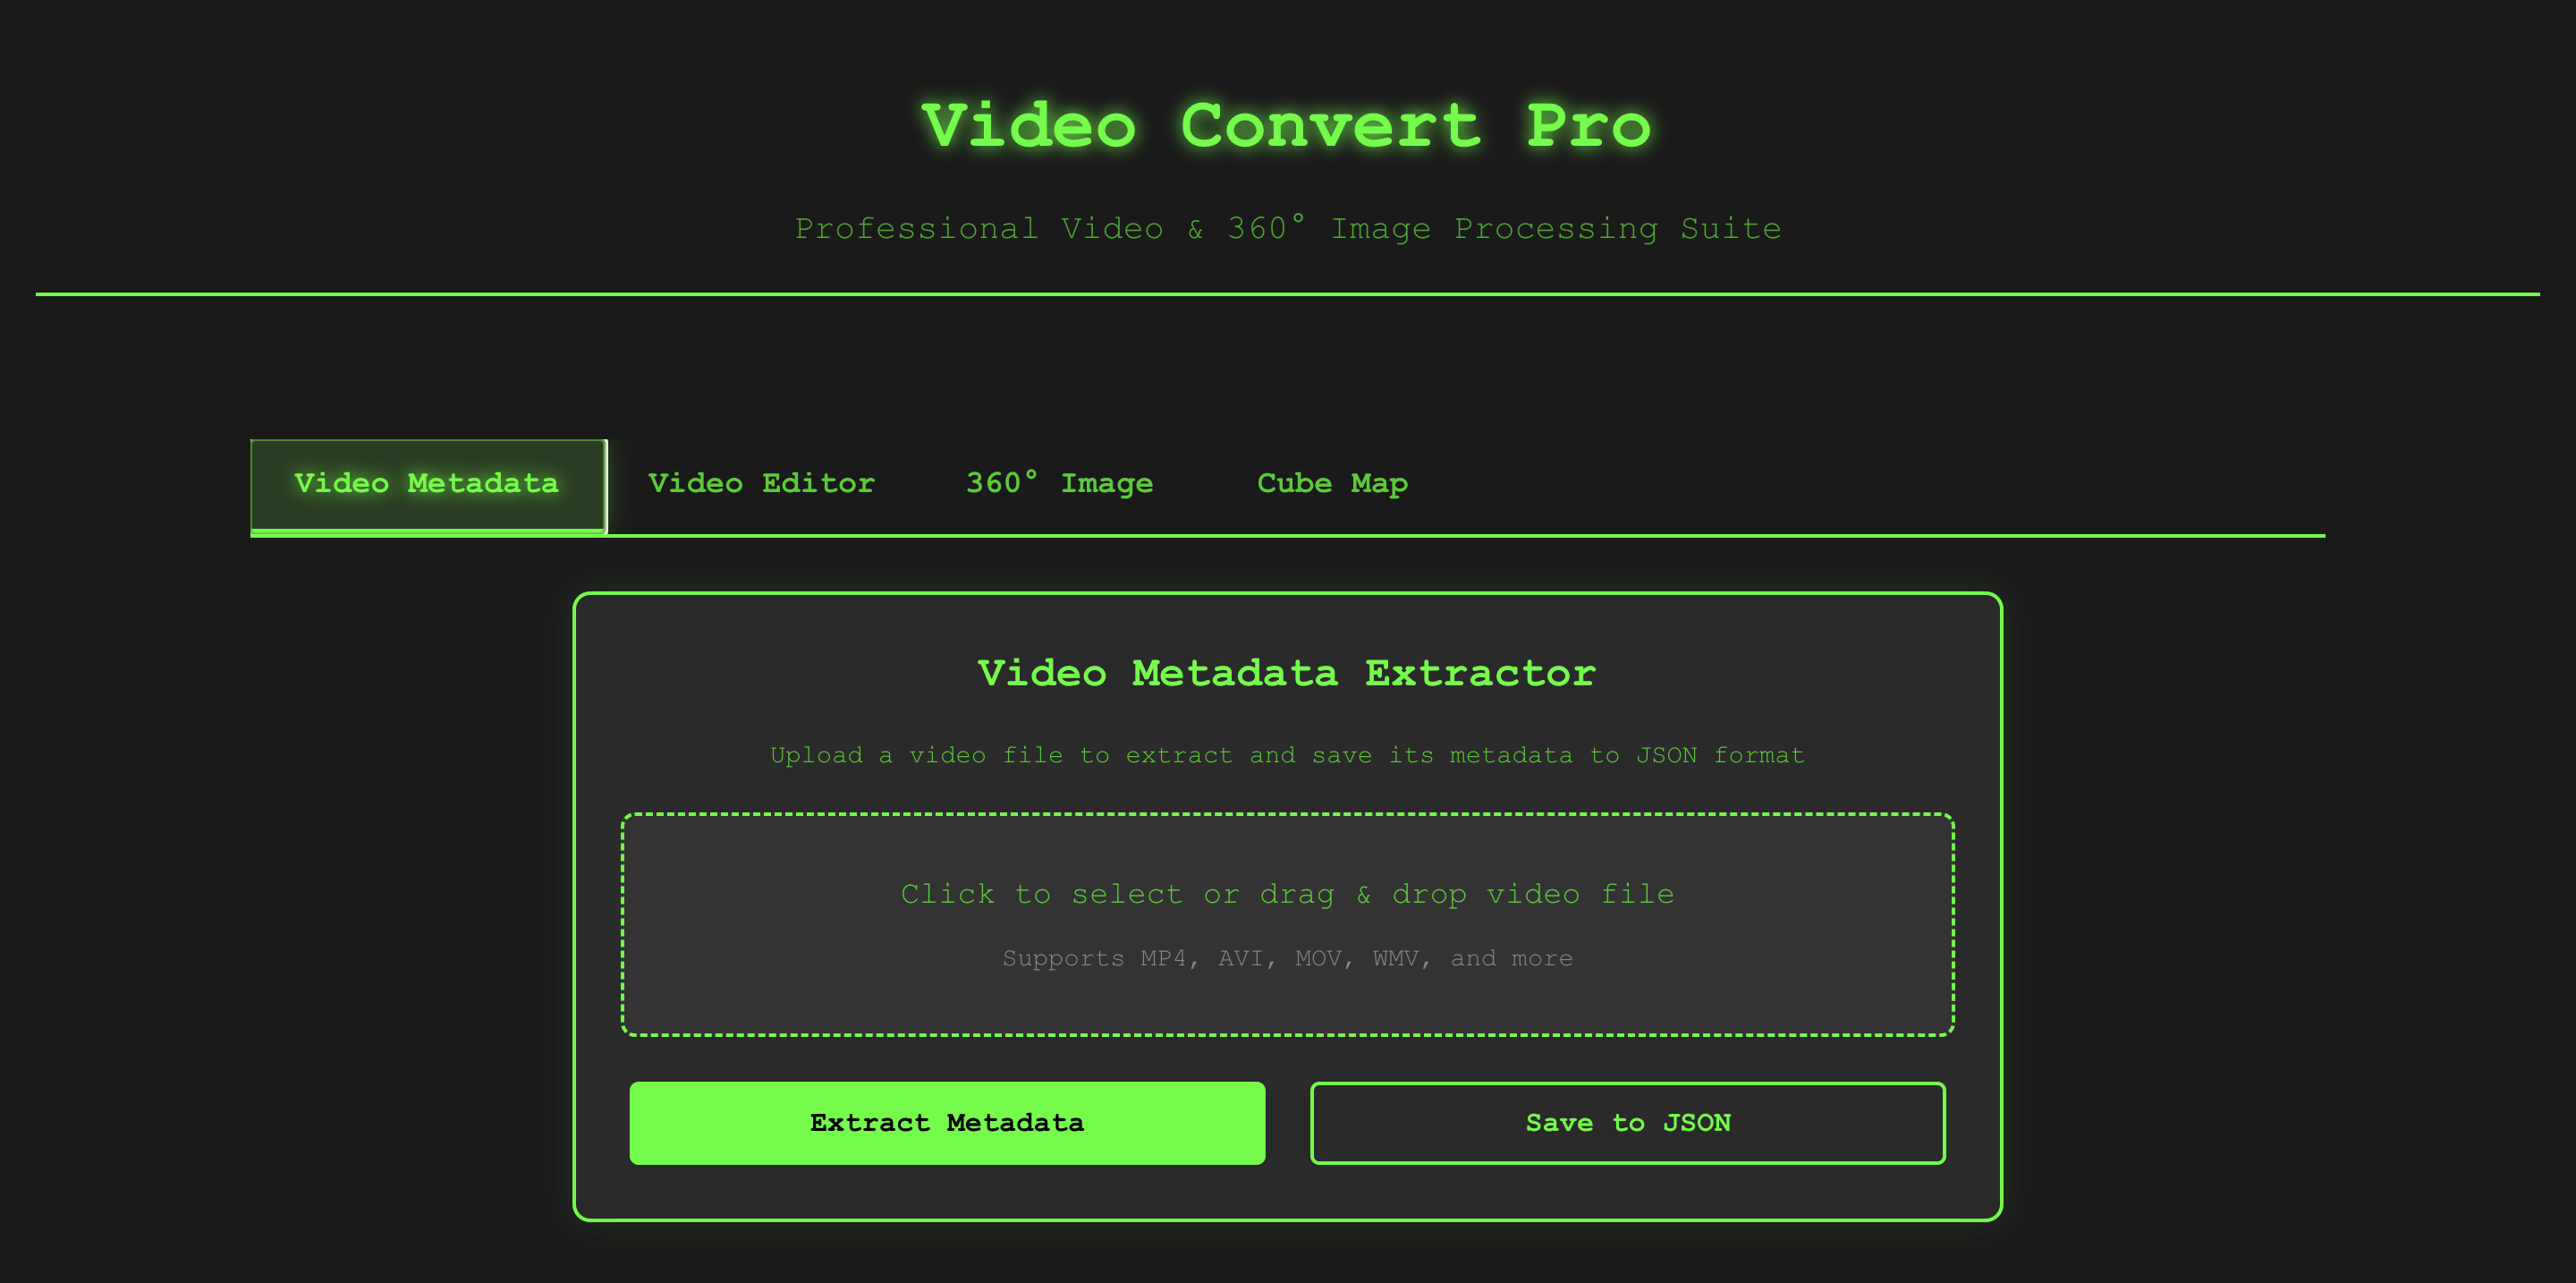 Video Convert Pro
Professional Video & 360° Image Processing Suite
Video Metadata
Video Editor
360° Image
Cube Map
Video Metadata Extractor
Upload a video file to extract and save its metadata to JSON format
Click to select or drag & drop video file
Supports MP4, AVI, MOV, WMV, and more
Extract Metadata
Save to JSON